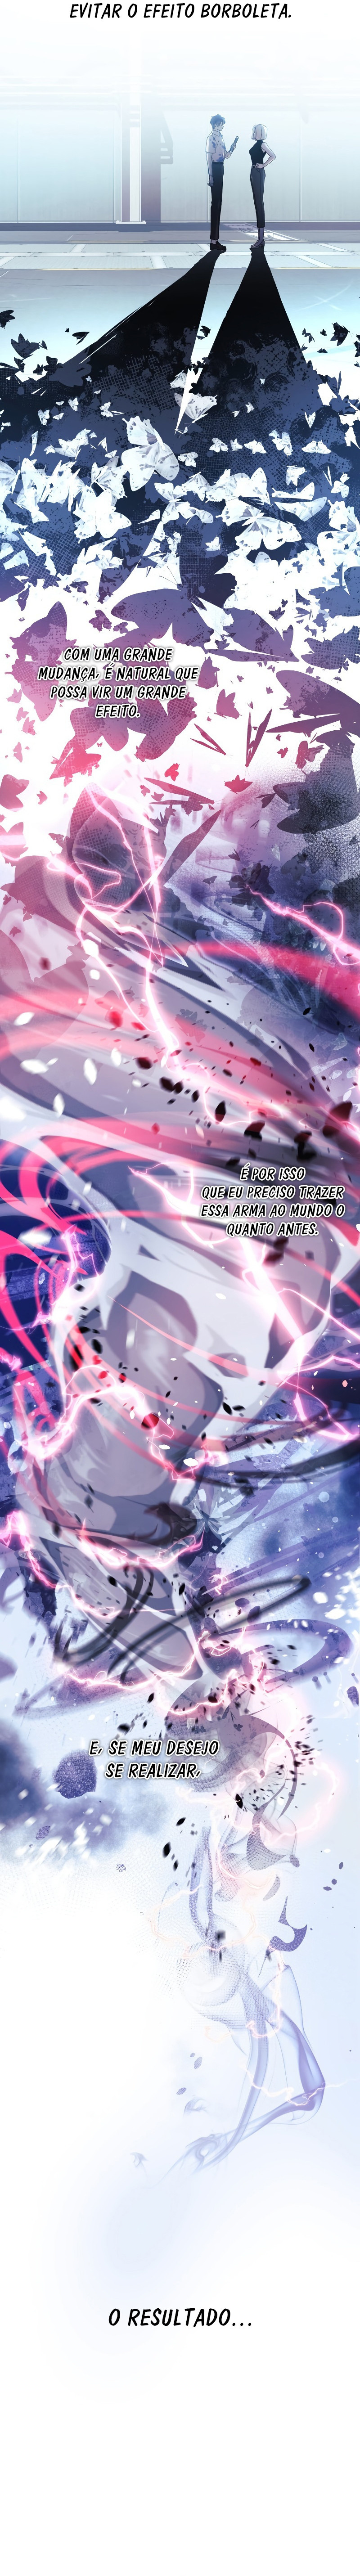 EVITAR O EFEITO BORBOLETA.
COM UMA GRANDE
MUDANÇA, É NATURAL QUE
POSSA VIR UM GRANDE
EFEITO.
É POR ISSO
QUE EU PRECISO TRAZER
ESSA ARMA AO MUNDO O
QUANTO ANTES.
E, SE MEU DESEJO
SE REALIZAR,
O RESULTADO...